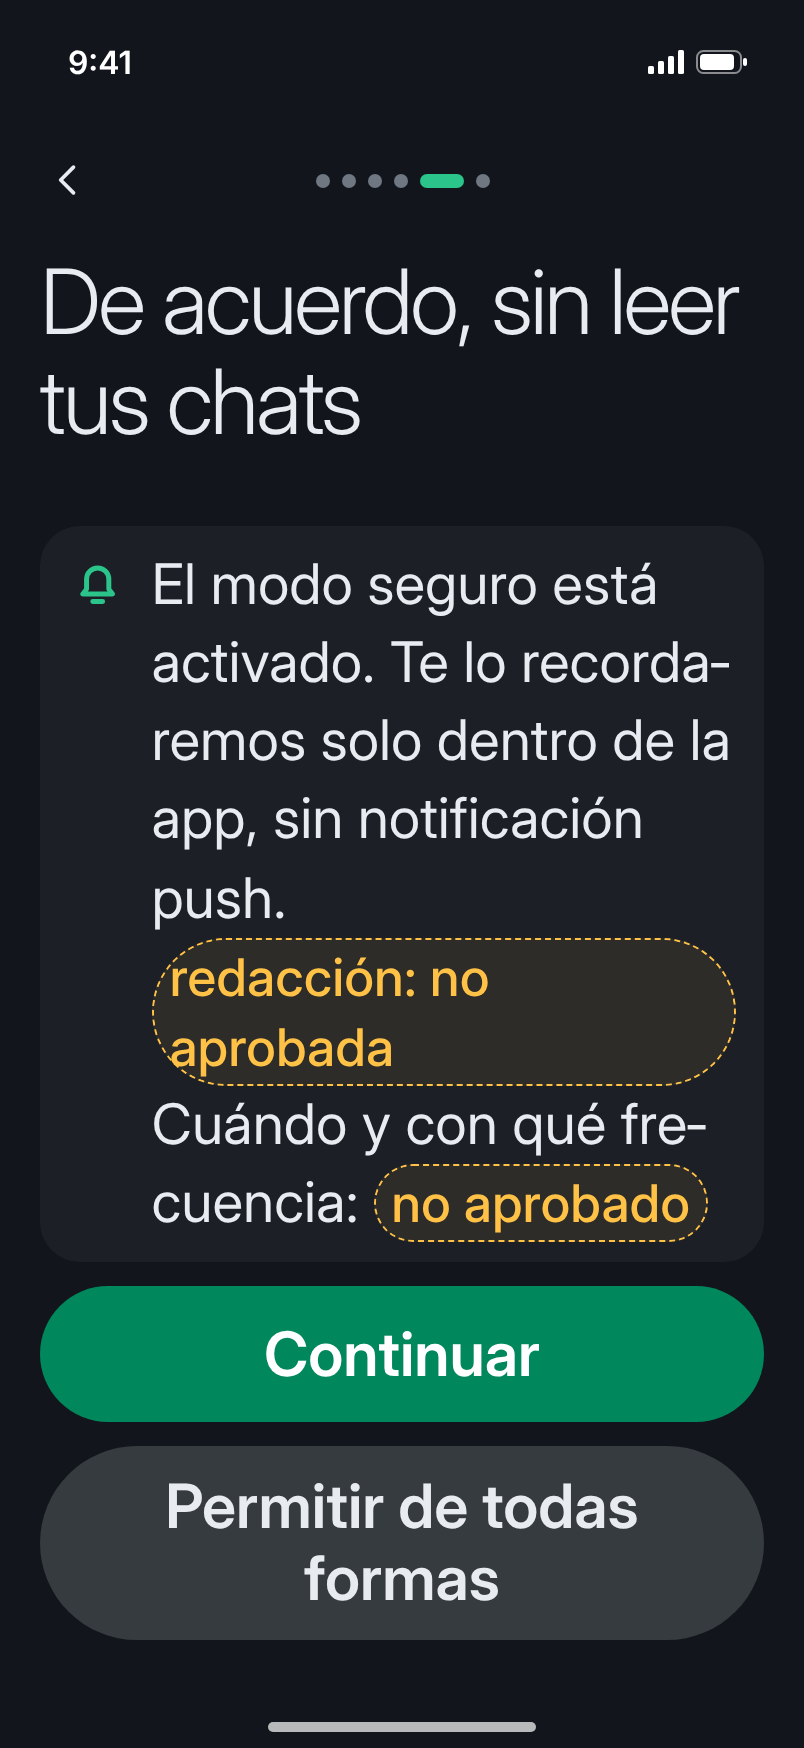 9:41
De acuerdo, sin leer
tus chats
El modo seguro está
activado. Te lo recorda-
remos solo dentro de la
app, sin notificación
push.
redacción: no
aprobada
Cuándo y con qué fre-
cuencia: no aprobado
Continuar
Permitir de todas
formas